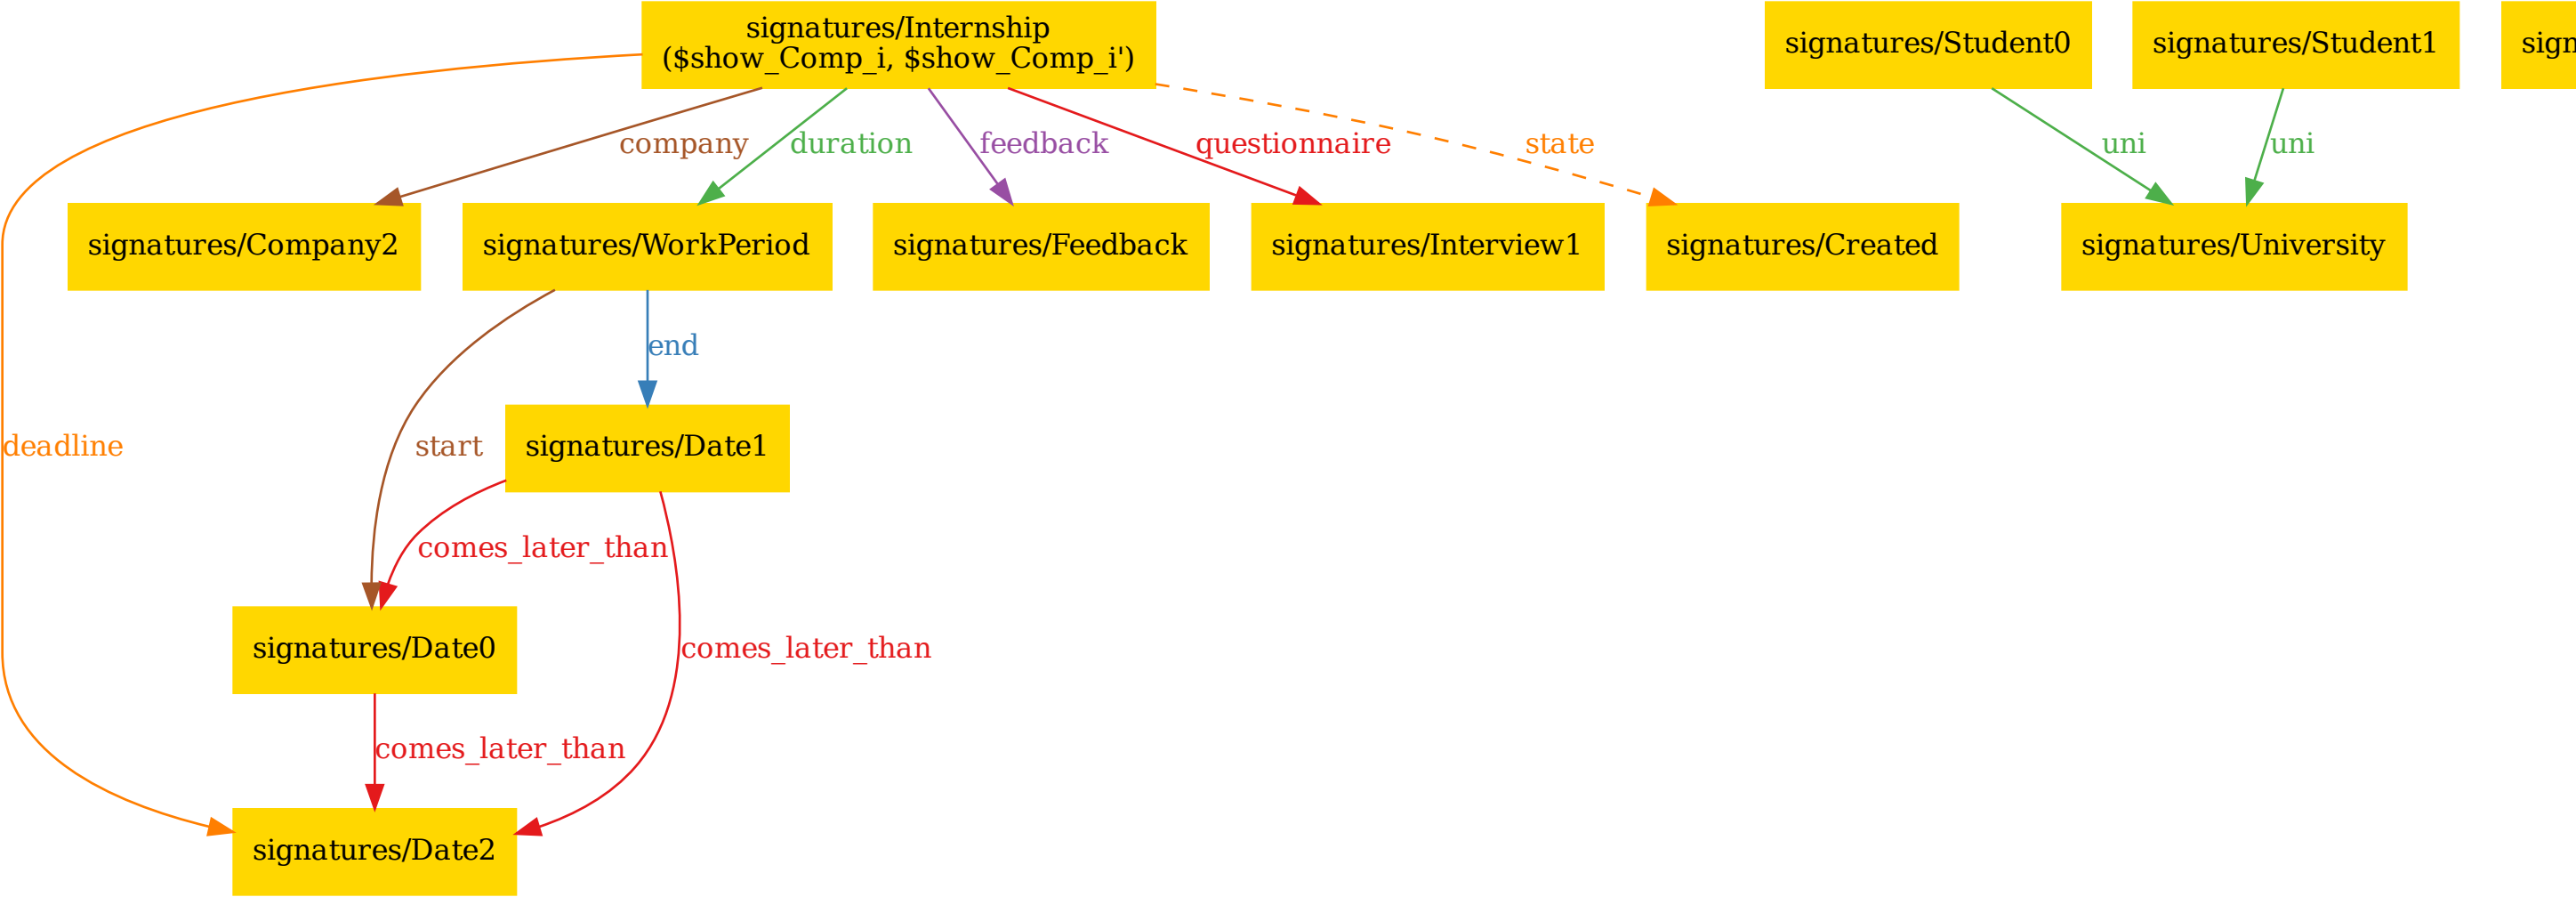 signatures/Internship
($show_Comp_i, $show_Comp_i')
signatures/Student0
signatures/Student1
company
duration
feedback
questionnaire
state
uni
uni
signatures/Company2
signatures/WorkPeriod
signatures/Feedback
signatures/Interview1
signatures/Created
signatures/University
end
deadline
start
signatures/Date1
comes_later_than
signatures/Date0
comes_later_than
comes_later_than
signatures/Date2